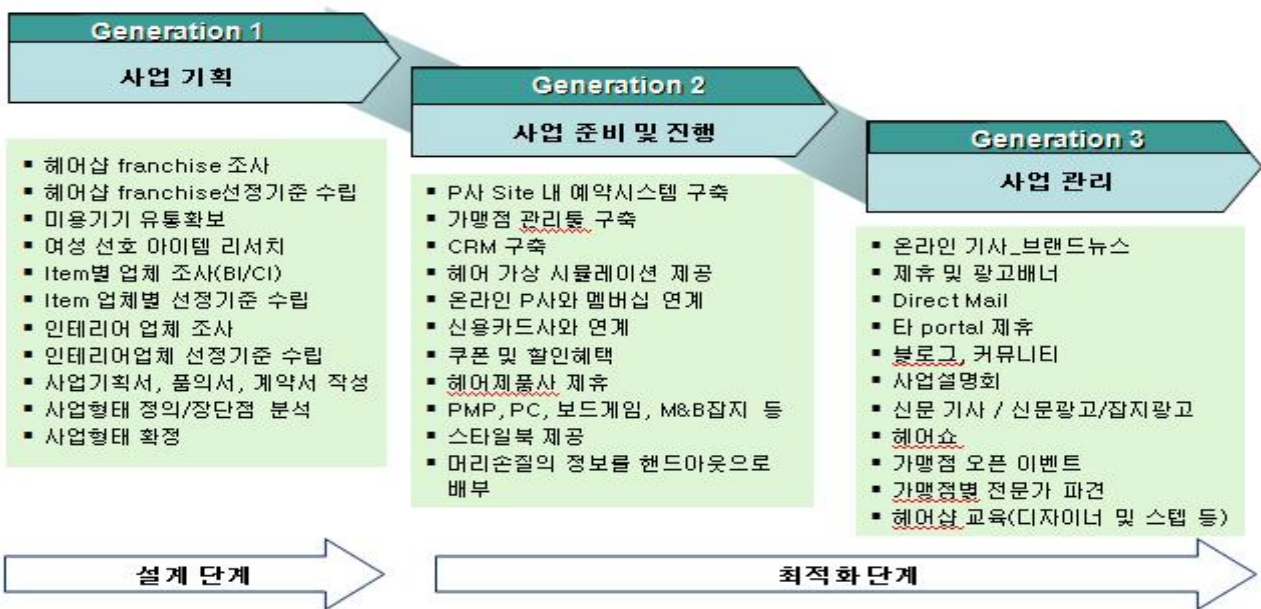 Generation 1
사업 기획
▪ 헤어샵 franchise 조사
▪ 헤어샵 franchise선정기준 수립
▪ 미용기기 유통확보
▪ 여성 선호 아이템 리서치
▪ Item별 업체 조사(BI/CI)
▪ Item 업체별 선정기준 수립
▪ 인테리어 업체 조사
▪ 인테리어업체 선정기준 수립
▪ 사업기획서, 품의서, 계약서 작성
▪ 사업형태 정의/장단점 분석
▪ 사업형태 확정
Generation 2
사업 준비 및 진행
▪ P사 Site 내 예약시스템 구축
▪ 가맹점 관리툴 구축
▪ CRM 구축
▪ 헤어 가상 시뮬레이션 제공
▪ 온라인 P사와 멤버십 연계
▪ 신용카드사와 연계
▪ 쿠폰 및 할인혜택
▪ 헤어제품사 제휴
▪ PMP, PC, 보드게임, M&B잡지 등
▪ 스타일북 제공
▪ 머리손질의 정보를 핸드아웃으로
배부
Generation 3
사업 관리
▪ 온라인 기사_브랜드뉴스
▪ 제휴 및 광고배너
▪ Direct Mail
▪ 타 portal 제휴
▪ 블로그, 커뮤니티
▪ 사업설명회
▪ 신문 기사 / 신문광고/잡지광고
▪ 헤어쇼
▪ 가맹점 오픈 이벤트
▪ 가맹점별 전문가 파견
▪ 헤어샵 교육(디자이너 및 스텝 등)
설계 단계
최적화단계